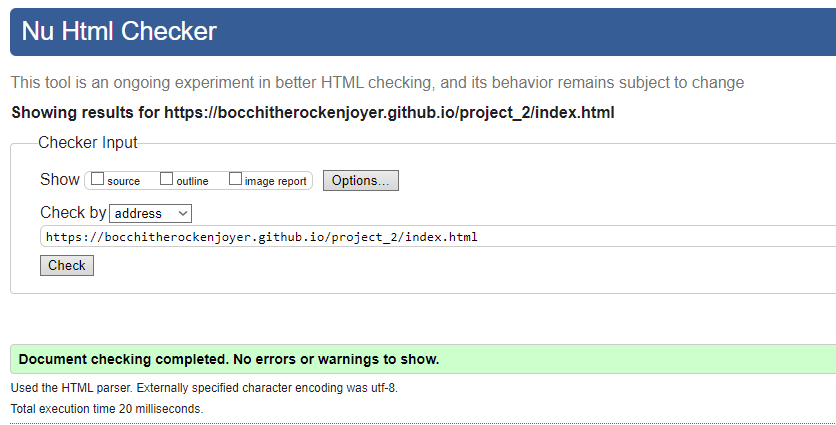 Nu Html Checker
This tool is an ongoing experiment in better HTML checking, and its behavior remains subject to change
Showing results for https://bocchitherockenjoyer.github.io/project_2/index.html
Checker Input
Show source outline image report Options...
Check by address
https://bocchitherockenjoyer.github.io/project_2/index.html
Check
Document checking completed. No errors or warnings to show.
Used the HTML parser. Externally specified character encoding was utf-8.
Total execution time 20 milliseconds.